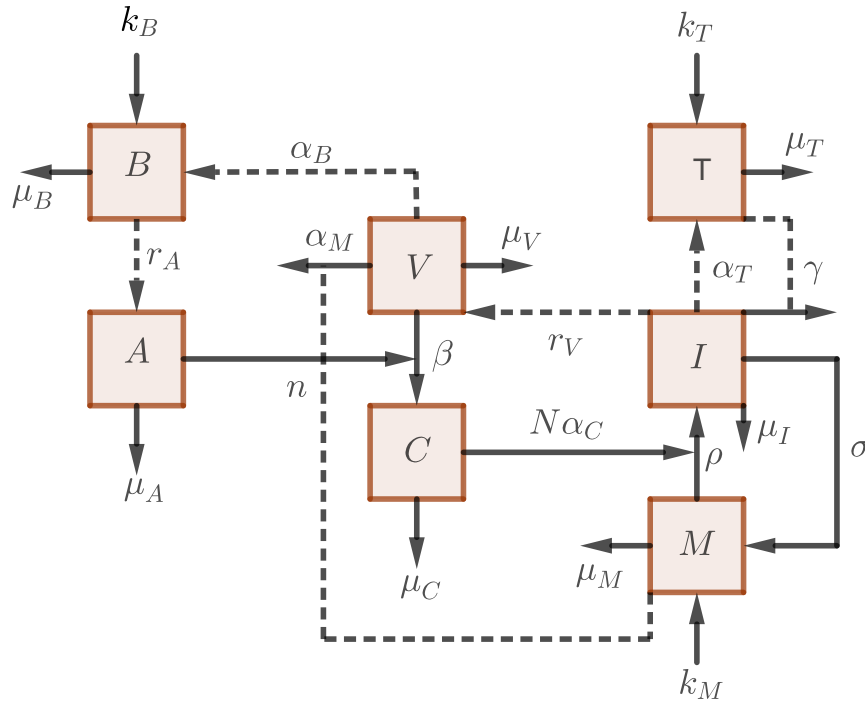 k_B
k_T
B
T
μ_B
α_B
μ_T
r_A
α_M
V
μ_V
α_T
γ
A
n
β
r_V
I
μ_A
C
Nα_C
ρ
μ_I
σ
μ_C
μ_M
M
k_M